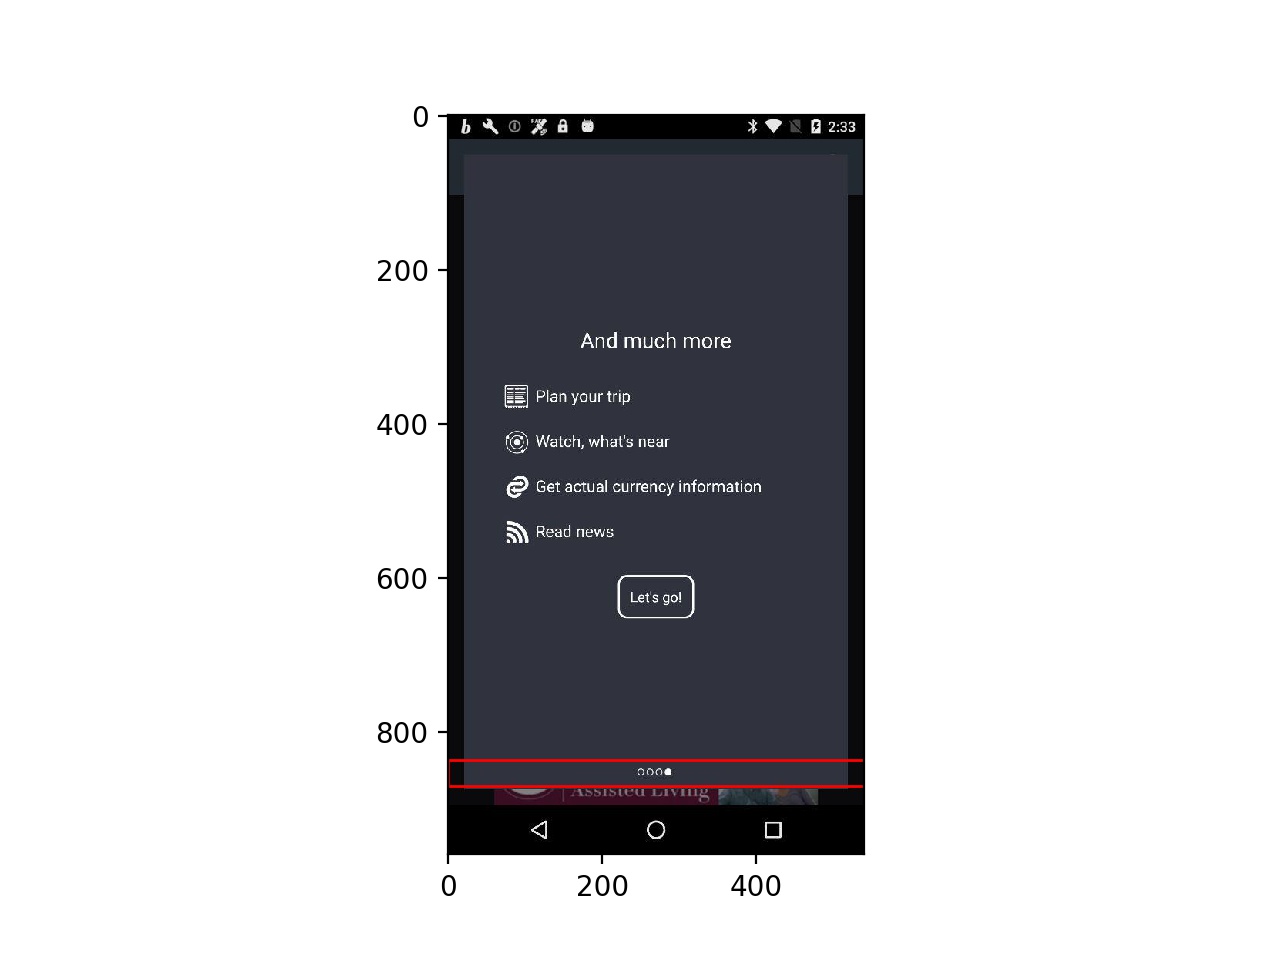 0
200
400
600
800
b
2:33
And much more
Plan your trip
Watch, what's near
Get actual currency information
Read news
Let's go!
Assisted Living
0 200 400